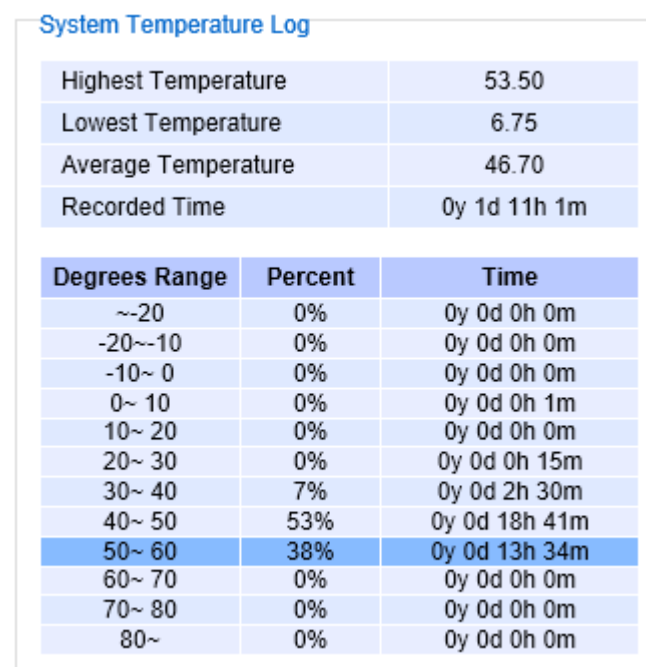 System Temperature Log
Highest Temperature 53.50
Lowest Temperature 6.75
Average Temperature 46.70
Recorded Time 0y 1d 11h 1m
Degrees Range Percent Time
~-20 0% 0y 0d 0h 0m
-20~-10 0% 0y 0d 0h 0m
-10~ 0 0% 0y 0d 0h 0m
0~ 10 0% 0y 0d 0h 1m
10~ 20 0% 0y 0d 0h 0m
20~ 30 0% 0y 0d 0h 15m
30~ 40 7% 0y 0d 2h 30m
40~ 50 53% 0y 0d 18h 41m
50~ 60 38% 0y 0d 13h 34m
60~ 70 0% 0y 0d 0h 0m
70~ 80 0% 0y 0d 0h 0m
80~ 0% 0y 0d 0h 0m